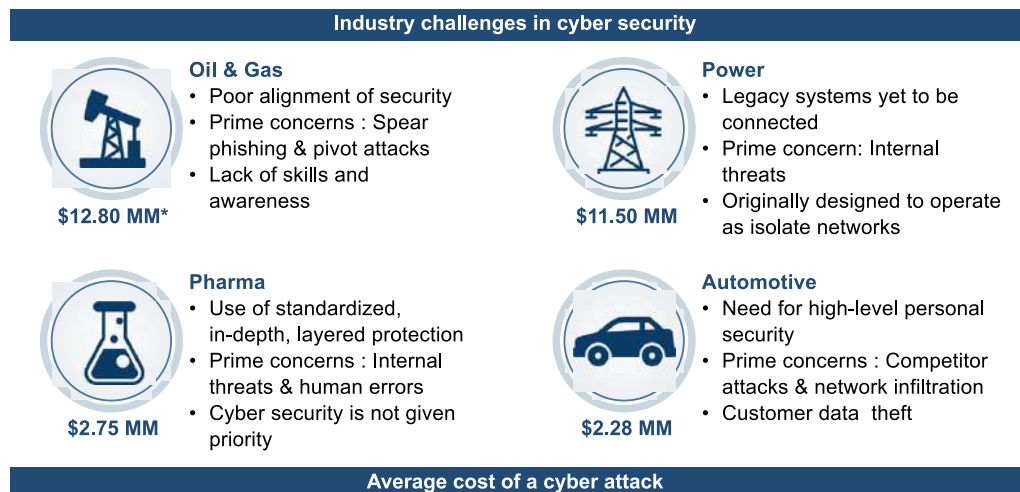 Industry challenges in cyber security
Oil & Gas
• Poor alignment of security
• Prime concerns : Spear
phishing & pivot attacks
• Lack of skills and
awareness
$12.80 MM*
Power
• Legacy systems yet to be
connected
• Prime concern: Internal
threats
• Originally designed to operate
as isolate networks
$11.50 MM
Pharma
• Use of standardized,
in-depth, layered protection
• Prime concerns : Internal
threats & human errors
• Cyber security is not given
priority
$2.75 MM
Automotive
• Need for high-level personal
security
• Prime concerns : Competitor
attacks & network infiltration
• Customer data theft
$2.28 MM
Average cost of a cyber attack